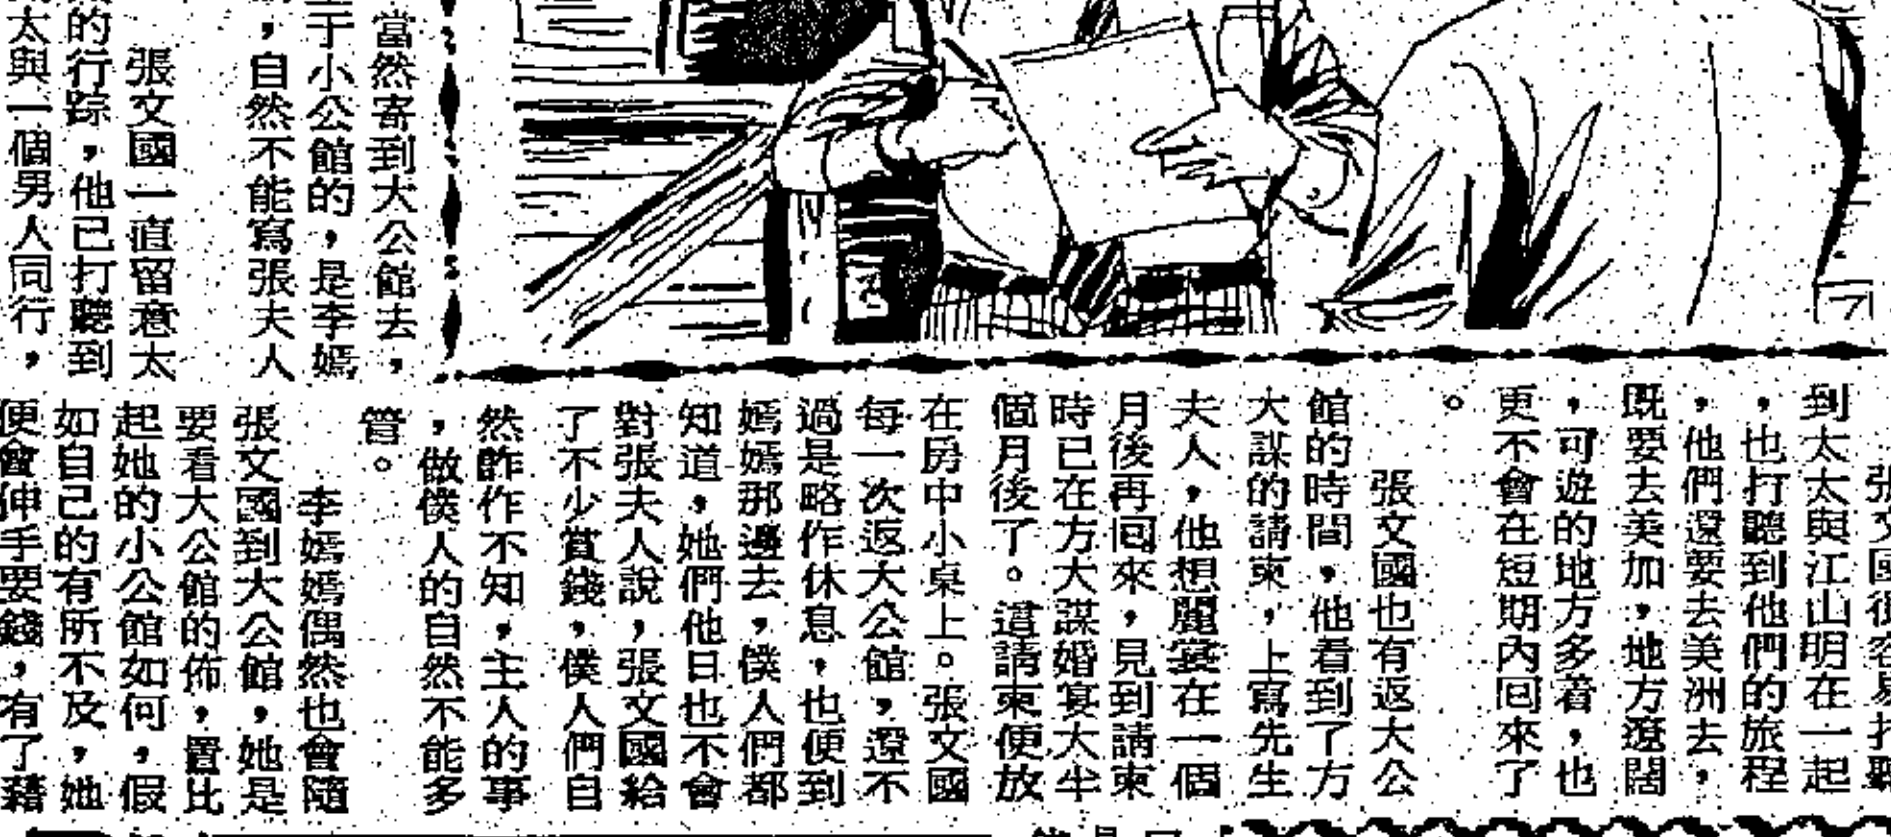 當然寄到大公館去，
于小公館的，是李媽
，自然不能寫張夫人
張文國一直留意太
的行踪，他已打聽到
太與一個男人同行，
張文國很容易打聽
到太太與江山明在一起
，也打聽到他們的旅程
，他們還要去美洲去，
既要去美加，地方遼闊
，可遊的地方多着，也
更不會在短期內回來了
。
張文國也有返大公
館的時間，他看到了方
大謀的請柬，上寫先生
夫人，他想麗裳在一個
月後再回來，見到請柬
時已在方大謀婚宴大半
個月後了。這請柬便放
在房中小桌上。張文國
每一次返大公館，還不
過是略作休息，也便到
媽媽那邊去，僕人們都
知道，她們他日也不會
對張夫人說，張文國給
了不少賞錢，僕人們自
然詐作不知，主人的事
，做僕人的自然不能多
管。
李媽媽偶然也會隨
張文國到大公館，她是
要看大公館的佈，置比
起她的小公館如何，假
如自己的有所不及，她
便會伸手要錢，有了藉